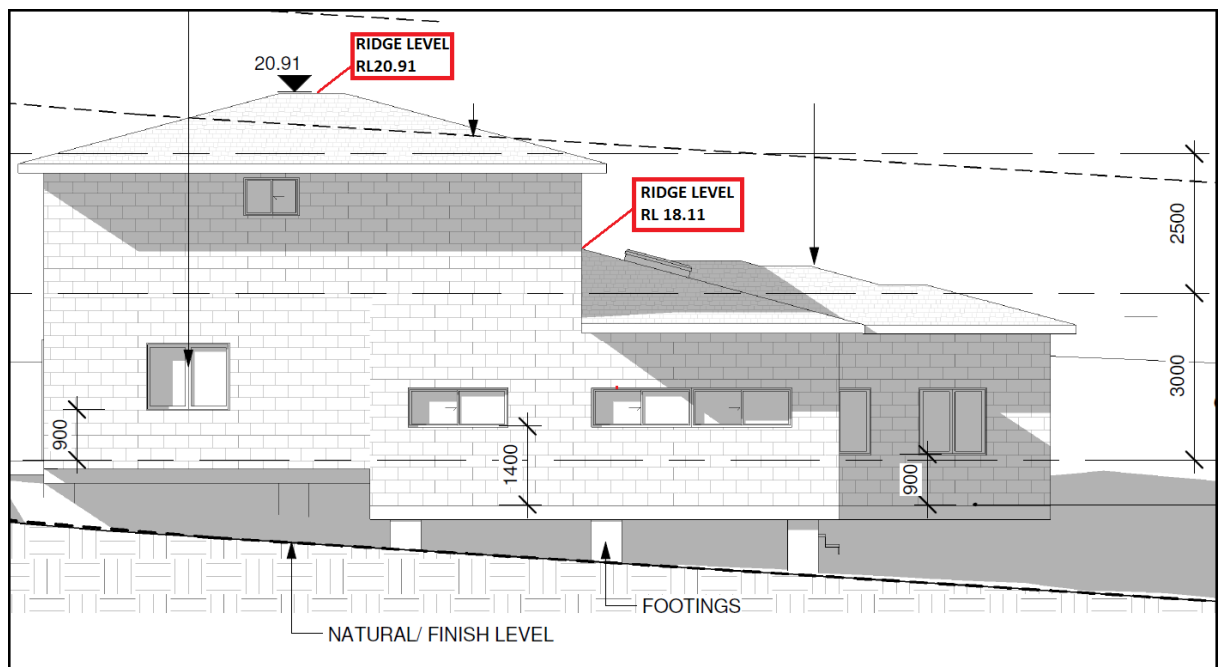 RIDGE LEVEL
RL20.91
20.91
RIDGE LEVEL
RL 18.11
2500
3000
900
1400
900
FOOTINGS
NATURAL/ FINISH LEVEL